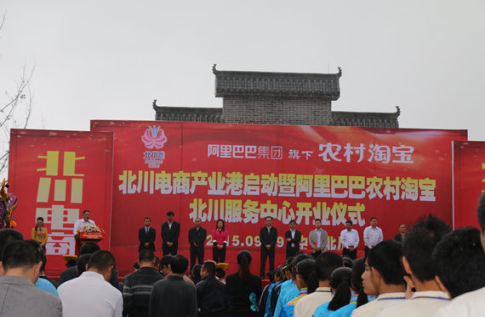 阿里巴巴集团 旗下 农村淘宝
北川电商产业港启动暨阿里巴巴农村淘宝
北川服务中心开业仪式
北川电商